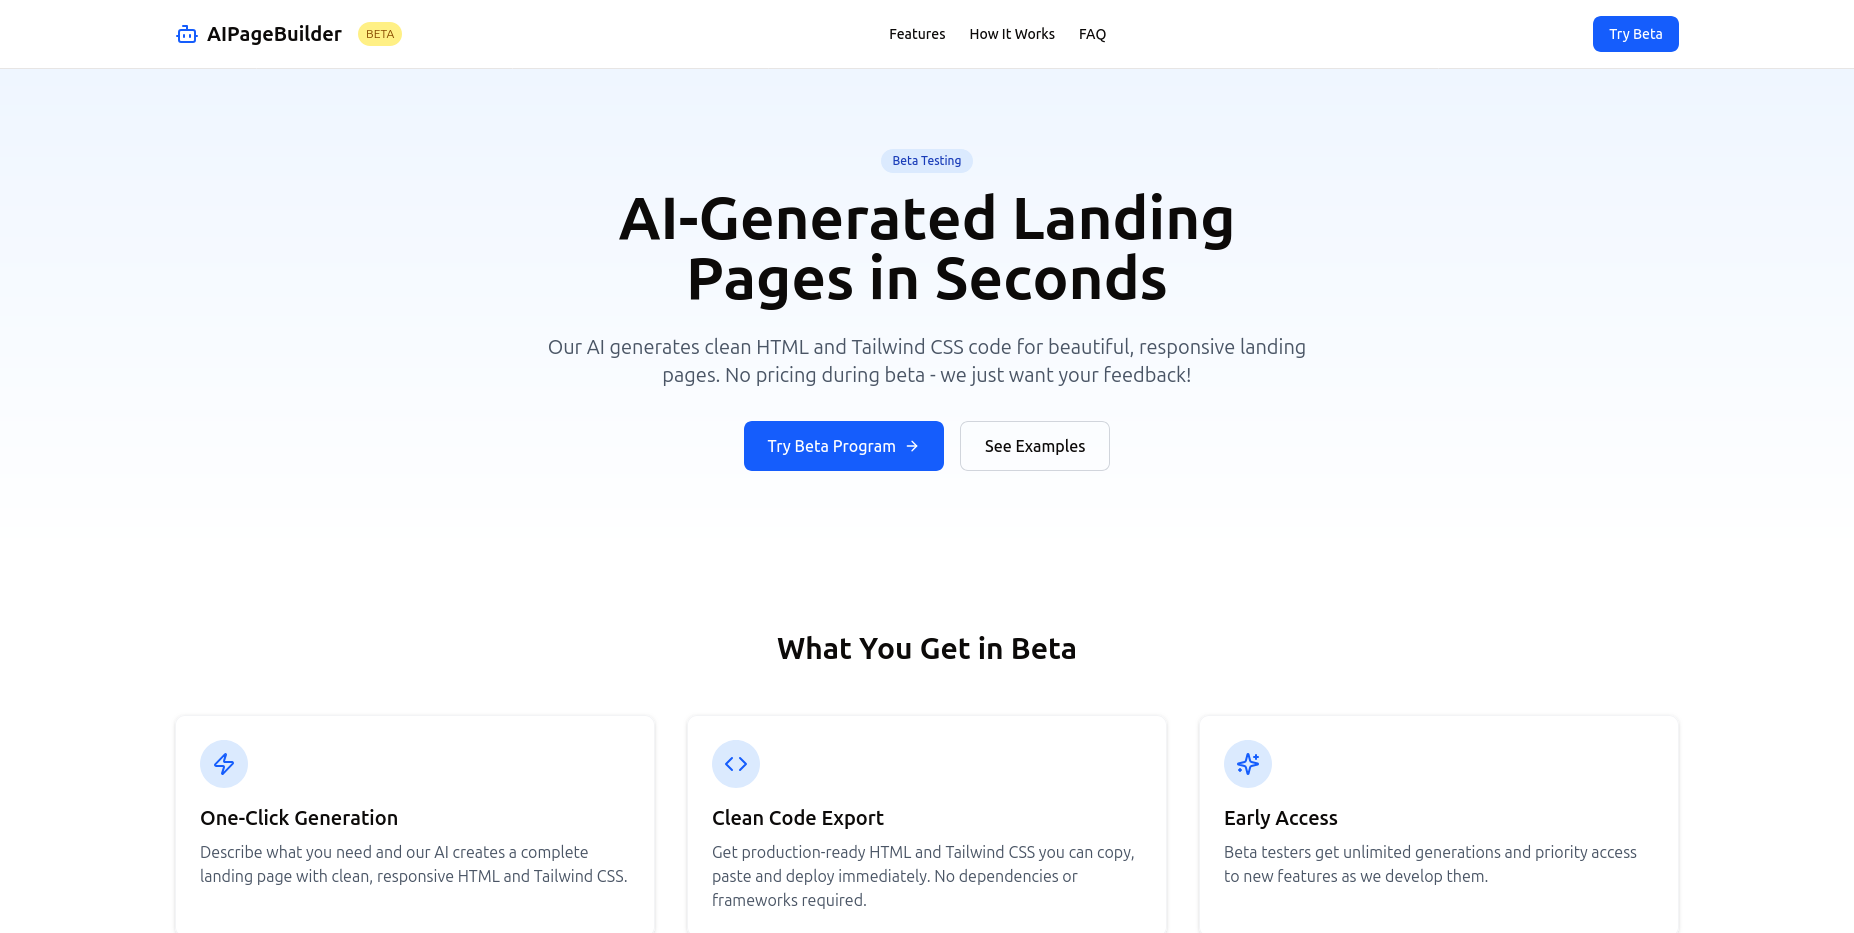 AIPageBuilder
BETA
Features
How It Works
FAQ
Try Beta
Beta Testing
AI-Generated Landing
Pages in Seconds
Our AI generates clean HTML and Tailwind CSS code for beautiful, responsive landing
pages. No pricing during beta - we just want your feedback!
Try Beta Program
See Examples
What You Get in Beta
One-Click Generation
Describe what you need and our AI creates a complete
landing page with clean, responsive HTML and Tailwind CSS.
Clean Code Export
Get production-ready HTML and Tailwind CSS you can copy,
paste and deploy immediately. No dependencies or
frameworks required.
Early Access
Beta testers get unlimited generations and priority access
to new features as we develop them.